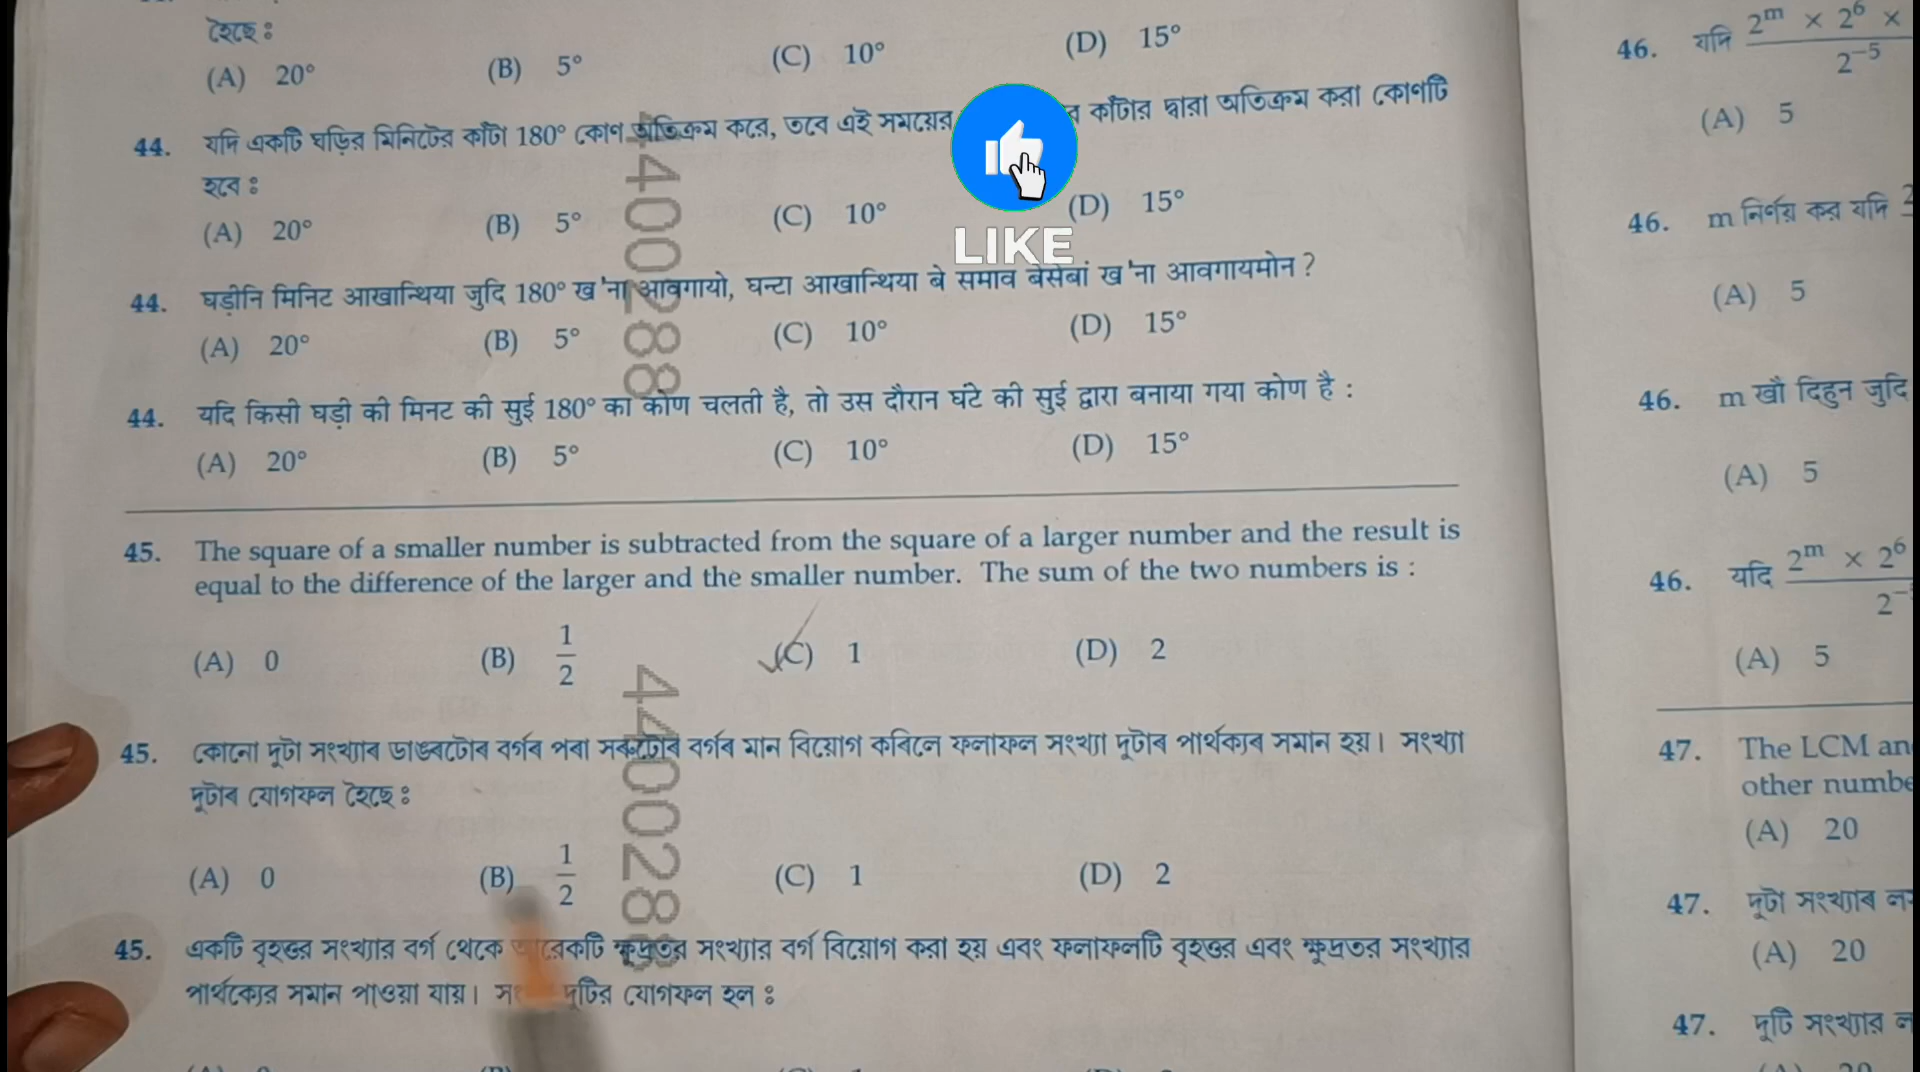 হৈছে :
(A) 20° (B) 5° (C) 10° (D) 15°
44. যদি একটি ঘড়ির মিনিটের কাঁটা 180° কোণ অতিক্রম করে, তবে এই সময়ের কাঁটার দ্বারা অতিক্রম করা কোণটি
হবে :
(A) 20° (B) 5° (C) 10° (D) 15°
LIKE
44. घड़ीनि मिनिट आखान्थिया जुदि 180° ख'ना आवगायो, घन्टा आखान्थिया बे समाव बेसेबां ख'ना आवगायमोन ?
(A) 20° (B) 5° (C) 10° (D) 15°
44. यदि किसी घड़ी की मिनट की सुई 180° का कोण चलती है, तो उस दौरान घंटे की सुई द्वारा बनाया गया कोण है :
(A) 20° (B) 5° (C) 10° (D) 15°
45. The square of a smaller number is subtracted from the square of a larger number and the result is
equal to the difference of the larger and the smaller number. The sum of the two numbers is :
(A) 0 (B) 1/2 (C) 1 (D) 2
45. কোনো দুটা সংখ্যাৰ ডাঙৰটোৰ বৰ্গৰ পৰা সৰুটোৰ বৰ্গৰ মান বিয়োগ কৰিলে ফলাফল সংখ্যা দুটাৰ পাৰ্থক্যৰ সমান হয়। সংখ্যা
দুটাৰ যোগফল হৈছে :
(A) 0 (B) 1/2 (C) 1 (D) 2
45. একটি বৃহত্তর সংখ্যার বর্গ থেকে আরেকটি ক্ষুদ্রতর সংখ্যার বর্গ বিয়োগ করা হয় এবং ফলাফলটি বৃহত্তর এবং ক্ষুদ্রতর সংখ্যার
পার্থক্যের সমান পাওয়া যায়। দুটির যোগফল হল :
4400288
4400288
46. যদি 2^m × 2^6 ×
2^-5
(A) 5
46. m নির্ণয় কর যদি
(A) 5
46. m खौ दिहुन जुदि
(A) 5
46. यदि 2^m × 2^6
(A) 5
47. The LCM an
other numbe
(A) 20
47. দুটা সংখ্যাৰ
(A) 20
47. দুটি সংখ্যার